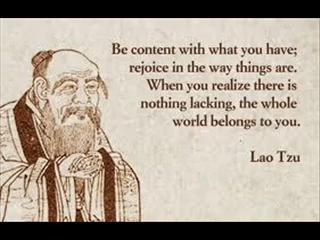 Be content with what you have;
rejoice in the way things are.
When you realize there is
nothing lacking, the whole
world belongs to you.
Lao Tzu